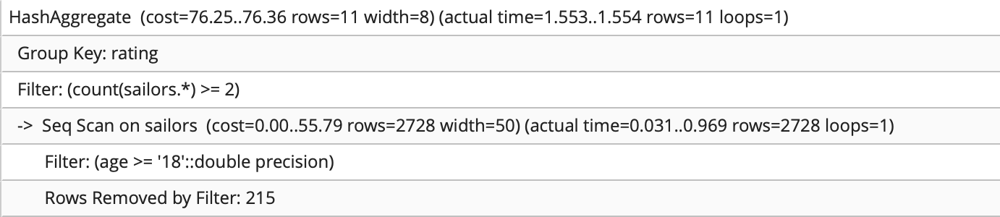 HashAggregate (cost=76.25..76.36 rows=11 width=8) (actual time=1.553..1.554 rows=11 loops=1)
Group Key: rating
Filter: (count(sailors.*) >= 2)
-> Seq Scan on sailors (cost=0.00..55.79 rows=2728 width=50) (actual time=0.031..0.969 rows=2728 loops=1)
Filter: (age >= '18'::double precision)
Rows Removed by Filter: 215